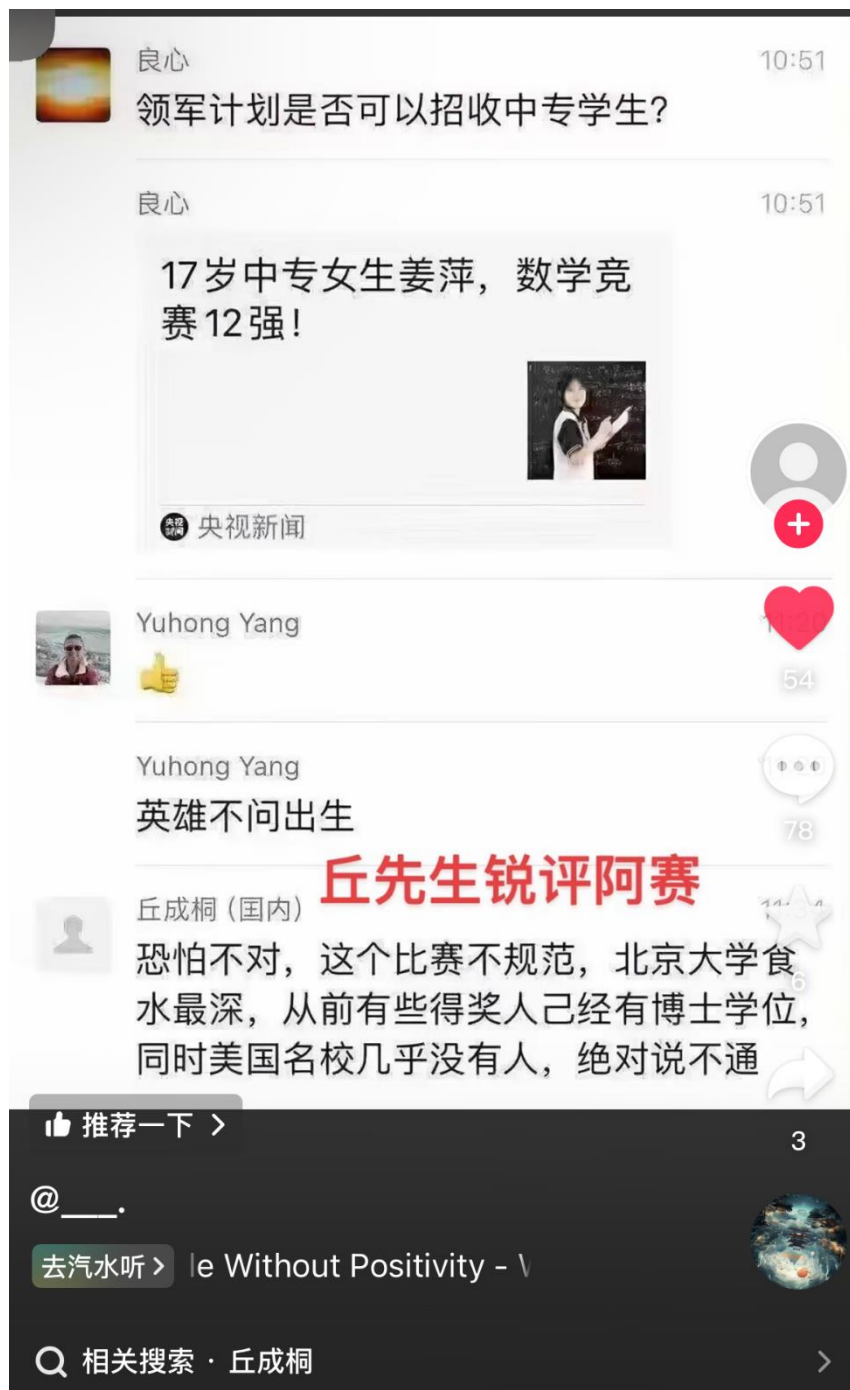 良心 10:51
领军计划是否可以招收中专学生?
良心 10:51
17岁中专女生姜萍，数学竞
赛12强!
央视新闻
Yuhong Yang 11:20
👍
54
Yuhong Yang
英雄不问出生
78
丘先生锐评阿赛
丘成桐（国内）
恐怕不对，这个比赛不规范，北京大学食
6
水最深，从前有些得奖人己经有博士学位，
同时美国名校几乎没有人，绝对说不通
推荐一下
3
@___.
去汽水听 e Without Positivity -
相关搜索 · 丘成桐